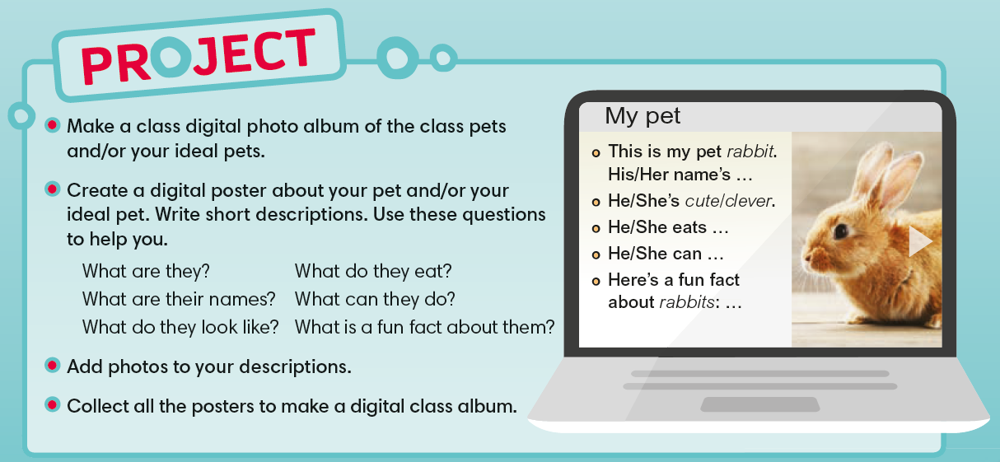 PROJECT
Make a class digital photo album of the class pets
and/or your ideal pets.
Create a digital poster about your pet and/or your
ideal pet. Write short descriptions. Use these questions
to help you.
What are they? What do they eat?
What are their names? What can they do?
What do they look like? What is a fun fact about them?
Add photos to your descriptions.
Collect all the posters to make a digital class album.
My pet
This is my pet rabbit.
His/Her name’s …
He/She’s cute/clever.
He/She eats …
He/She can …
Here’s a fun fact
about rabbits: …